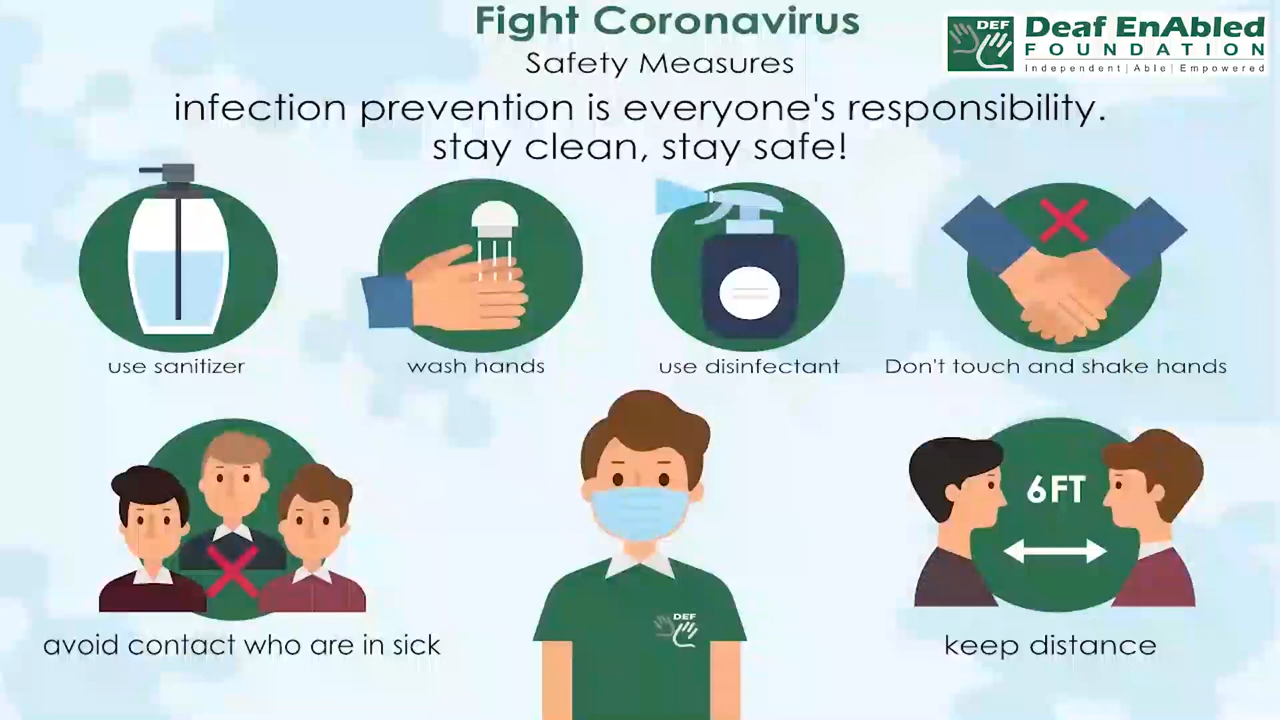 Fight Coronavirus
Safety Measures
DEF
Deaf EnAbled
FOUNDATION
Independent | Able | Empowered
infection prevention is everyone's responsibility.
stay clean, stay safe!
use sanitizer
wash hands
use disinfectant
Don't touch and shake hands
6 FT
DEF
avoid contact who are in sick
keep distance